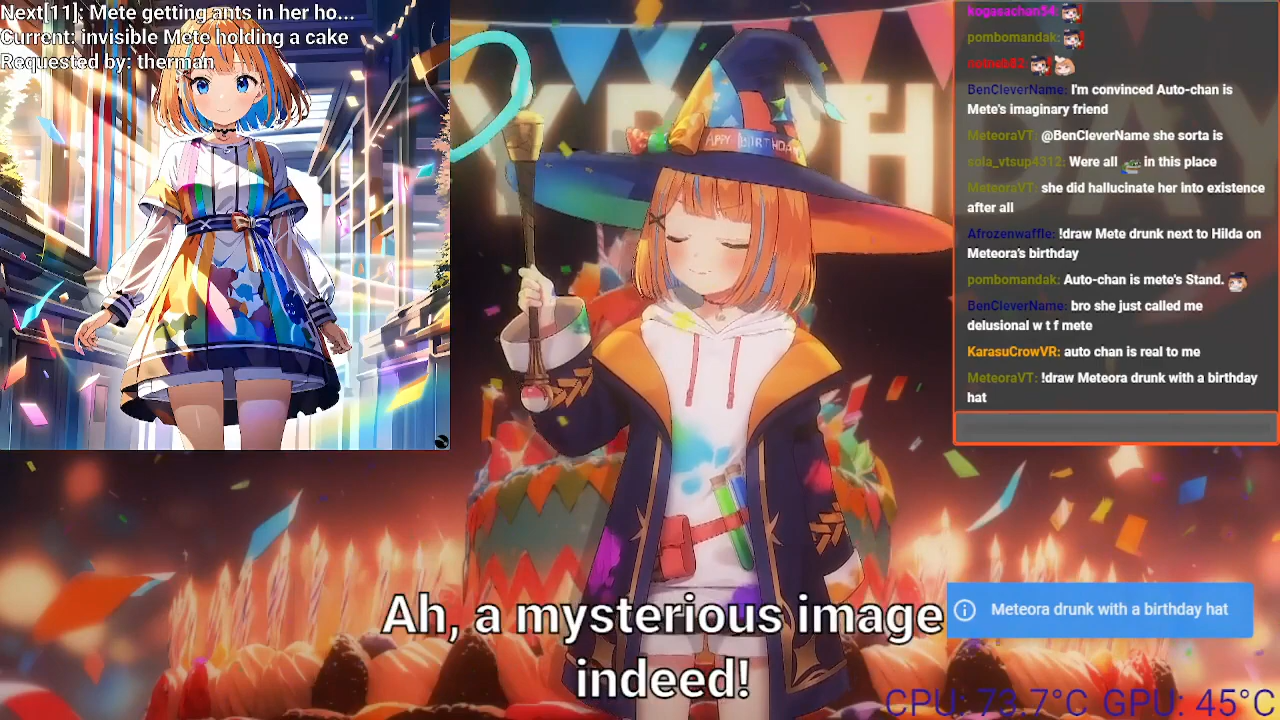 Next[11]: Mete getting ants in her ho...
Current: invisible Mete holding a cake
Requested by: therman
Y B RTH DAY
APPY BIRTHDAY
kogasachan54:
pombomandak:
BenCleverName: I'm convinced Auto-chan is
Mete's imaginary friend
MeteoraVT: @BenCleverName she sorta is
sola_vtsup4312: Were all in this place
MeteoraVT: she did hallucinate her into existence
after all
Afrozenwaffle: !draw Mete drunk next to Hilda on
Meteora's birthday
pombomandak: Auto-chan is mete's Stand.
BenCleverName: bro she just called me
delusional w t f mete
KarasuCrowVR: auto chan is real to me
MeteoraVT: !draw Meteora drunk with a birthday
hat
Ah, a mysterious image
indeed!
Meteora drunk with a birthday hat
CPU: 73.7°C GPU: 45°C